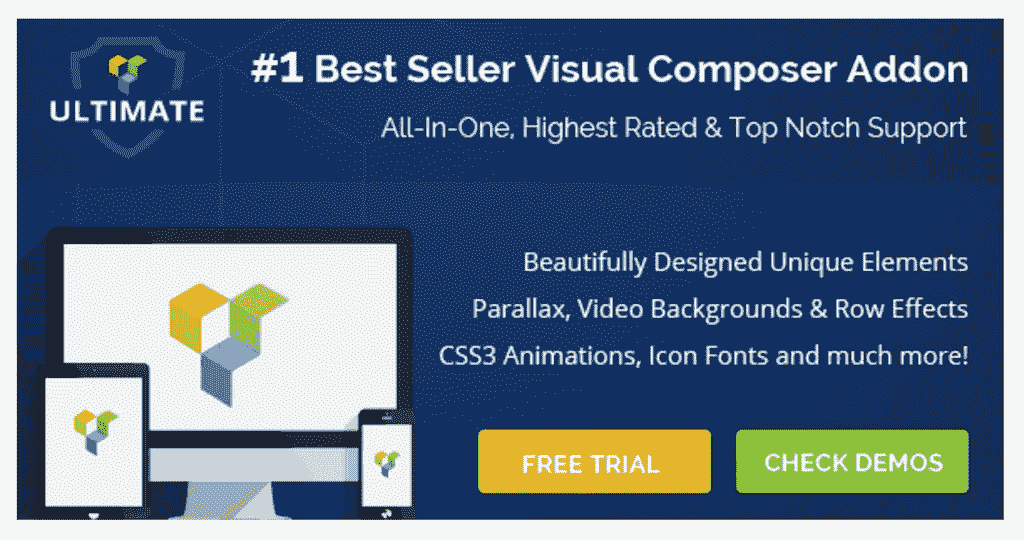 ULTIMATE
#1 Best Seller Visual Composer Addon
All-In-One, Highest Rated & Top Notch Support
Beautifully Designed Unique Elements
Parallax, Video Backgrounds & Row Effects
CSS3 Animations, Icon Fonts and much more!
FREE TRIAL
CHECK DEMOS